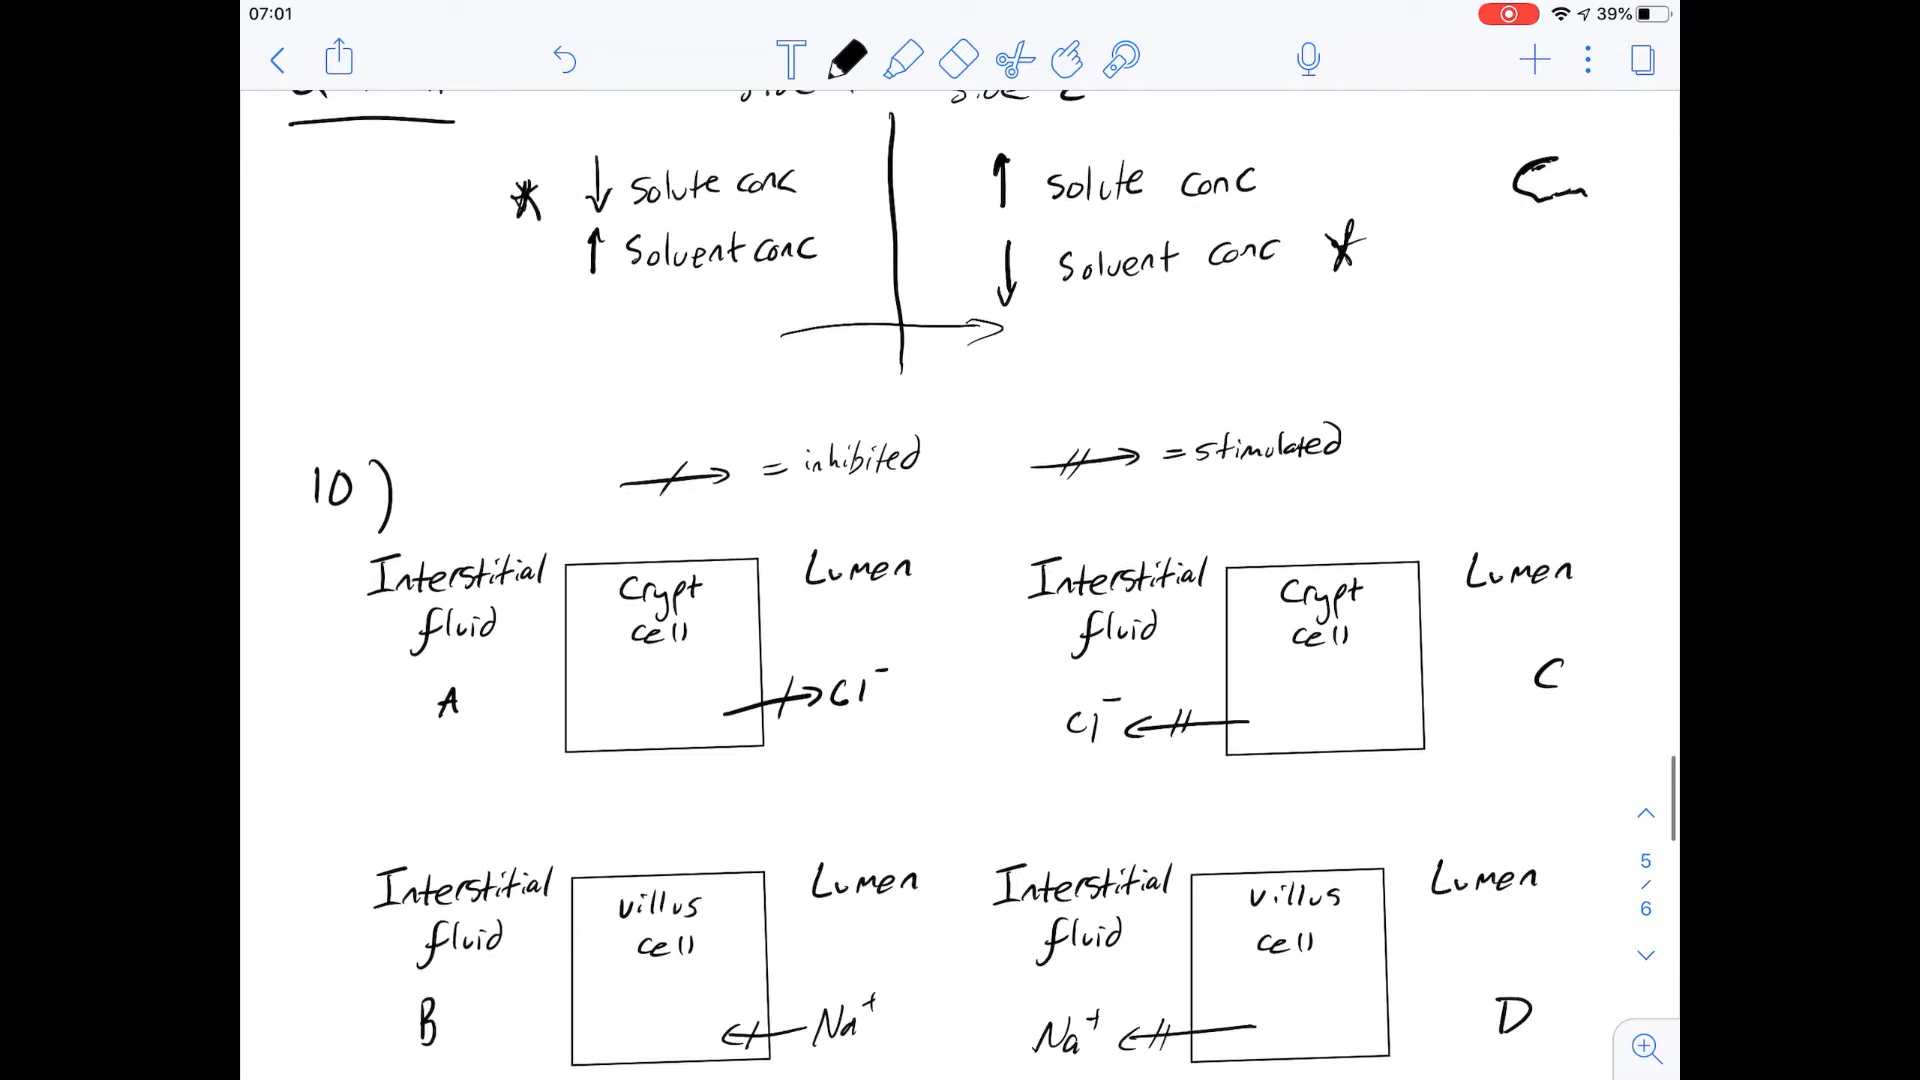 07:01
39%
T
↓ Solute conc
↑ Solvent conc
↑ Solute conc
↓ Solvent conc
10)
= inhibited
= stimulated
Interstitial
fluid
Crypt
cell
Lumen
A
Cl⁻
Interstitial
fluid
Crypt
cell
Lumen
C
Cl⁻
Interstitial
fluid
Villus
cell
Lumen
B
Na⁺
Interstitial
fluid
Villus
cell
Lumen
D
Na⁺
5
/
6